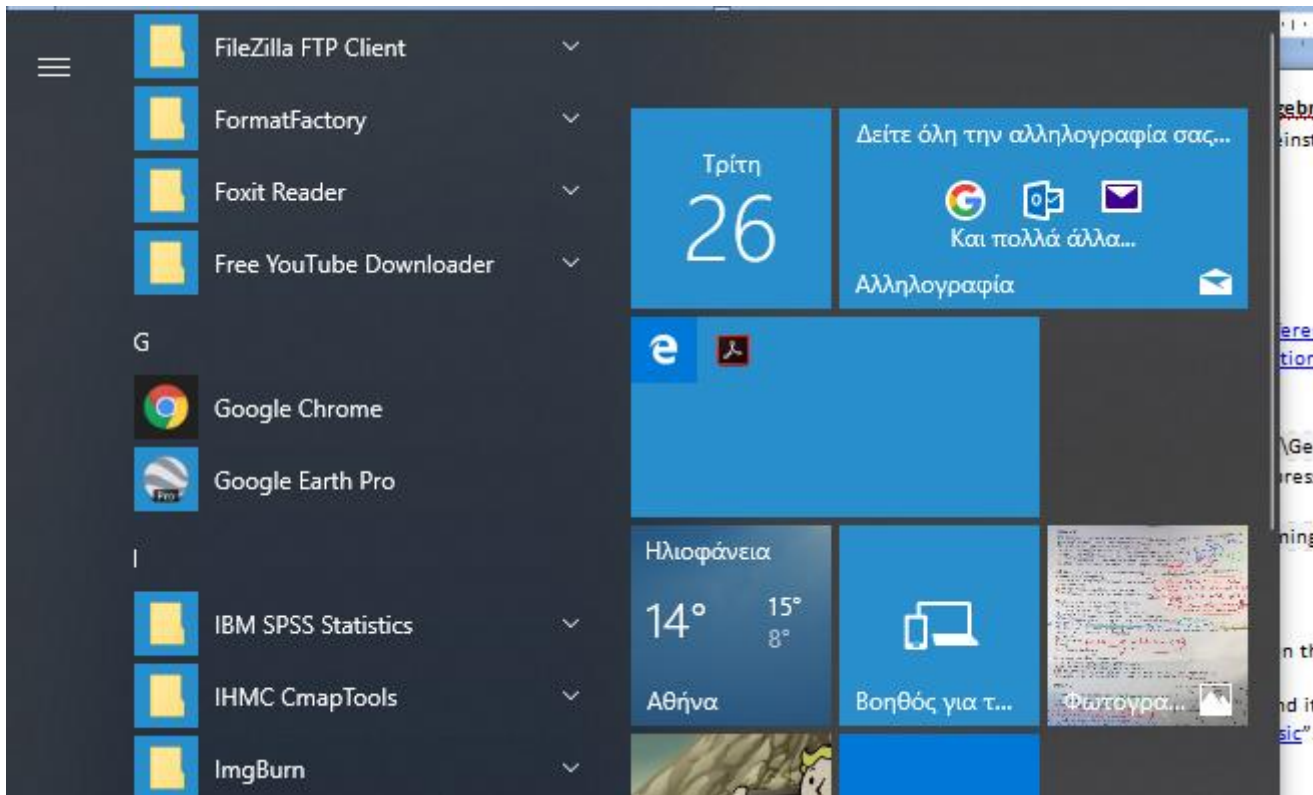 FileZilla FTP Client
FormatFactory
Foxit Reader
Free YouTube Downloader
G
Google Chrome
Google Earth Pro
Pro
I
IBM SPSS Statistics
IHMC CmapTools
ImgBurn
Τρίτη
26
Δείτε όλη την αλληλογραφία σας...
Και πολλά άλλα...
Αλληλογραφία
Ηλιοφάνεια
14° 15°
8°
Αθήνα
Βοηθός για τ...
Φωτογρα...